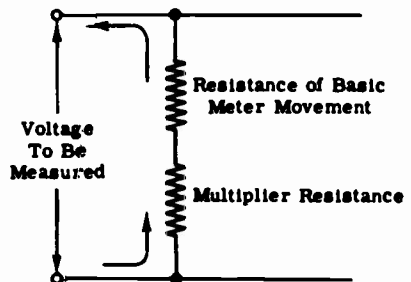 Resistance of Basic
Meter Movement
Voltage
To Be
Measured
Multiplier Resistance